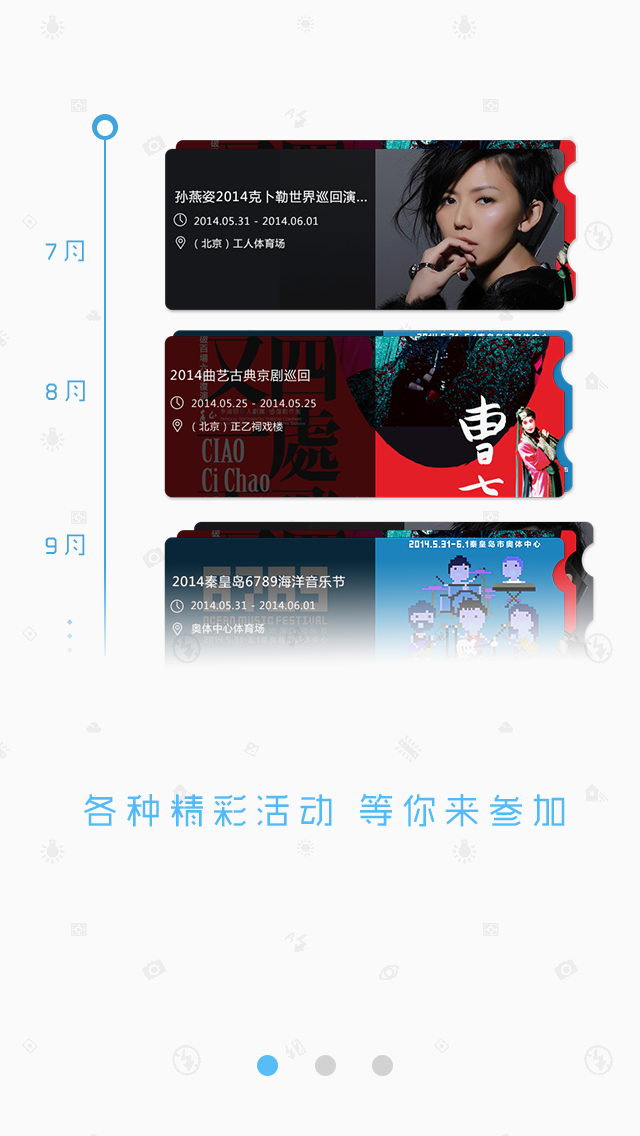 7月
孙燕姿2014克卜勒世界巡回演...
2014.05.31 - 2014.06.01
（北京）工人体育场
8月
2014曲艺古典京剧巡回
2014.05.25 - 2014.05.25
（北京）正乙祠戏楼
CIAO
Ci Chao
曹七
9月
2014.5.31-6.1秦皇岛市奥体中心
2014秦皇岛6789海洋音乐节
2014.05.31 - 2014.06.01
6789
OCEAN MUSIC FESTIVAL
奥体中心体育场
各种精彩活动 等你来参加